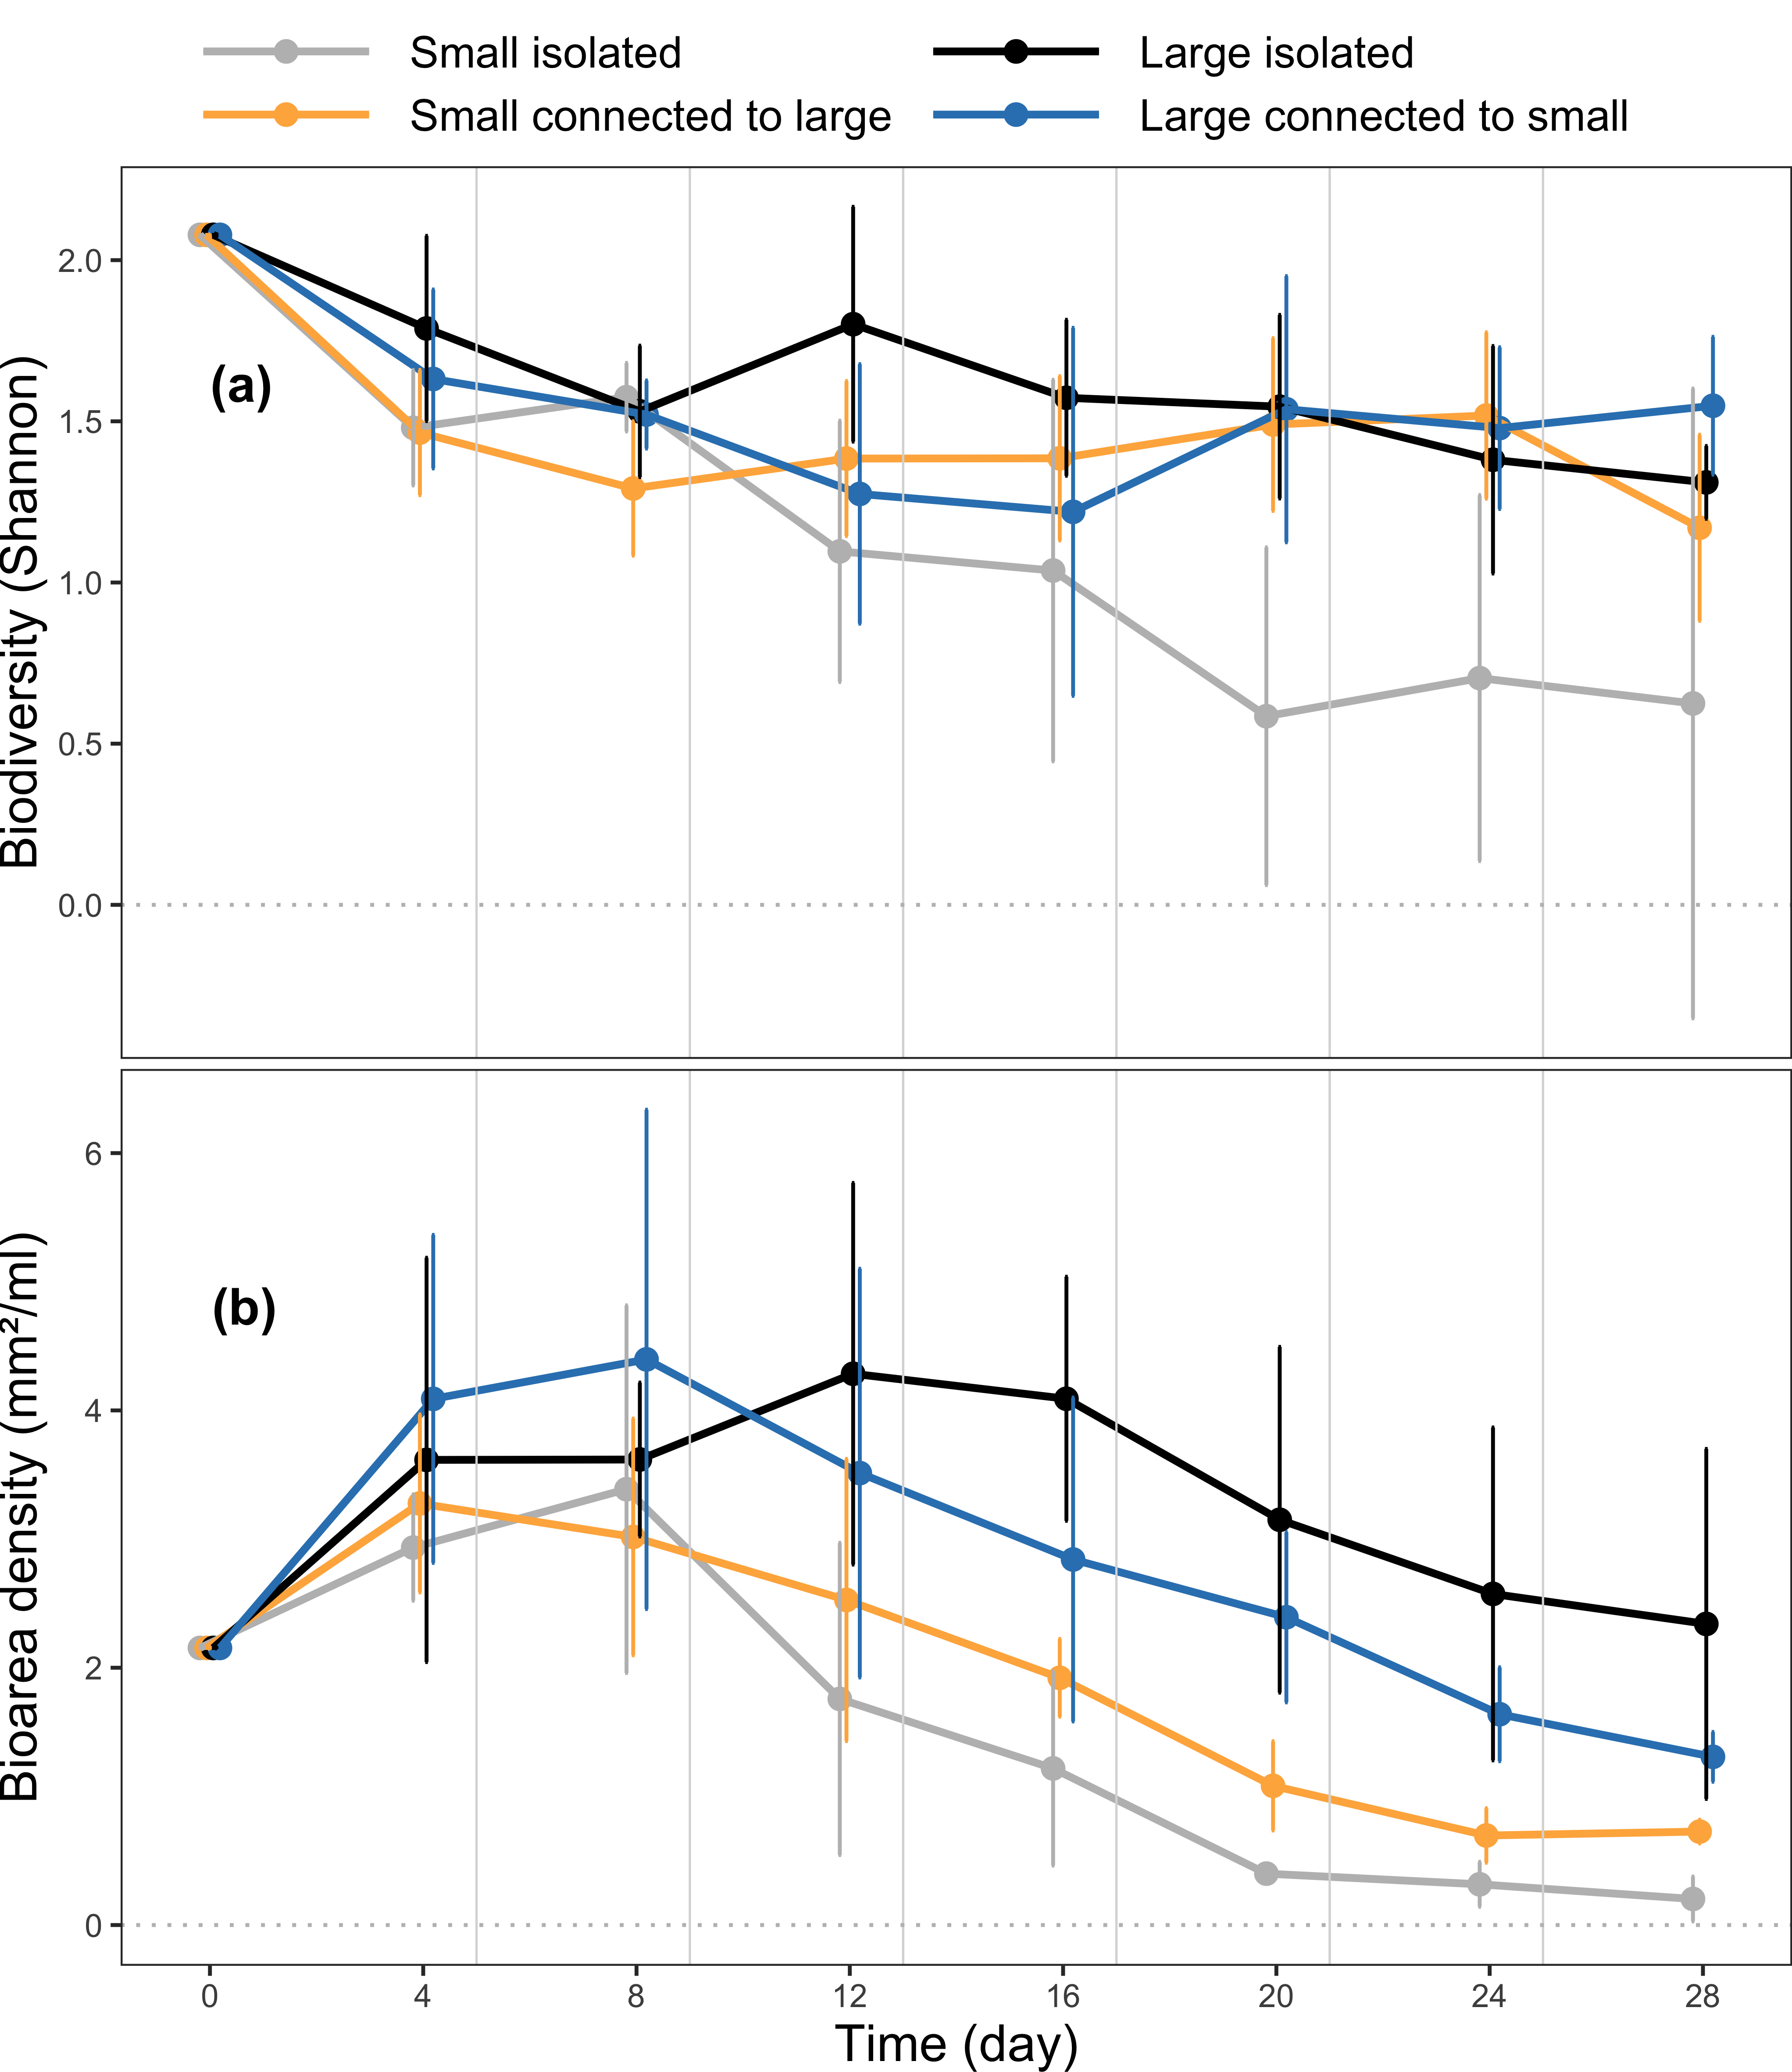 Small isolated
Large isolated
Small connected to large
Large connected to small
Biodiversity (Shannon)
2.0
1.5
1.0
0.5
0.0
(a)
Bioarea density (mm²/ml)
6
4
2
0
(b)
0 4 8 12 16 20 24 28
Time (day)